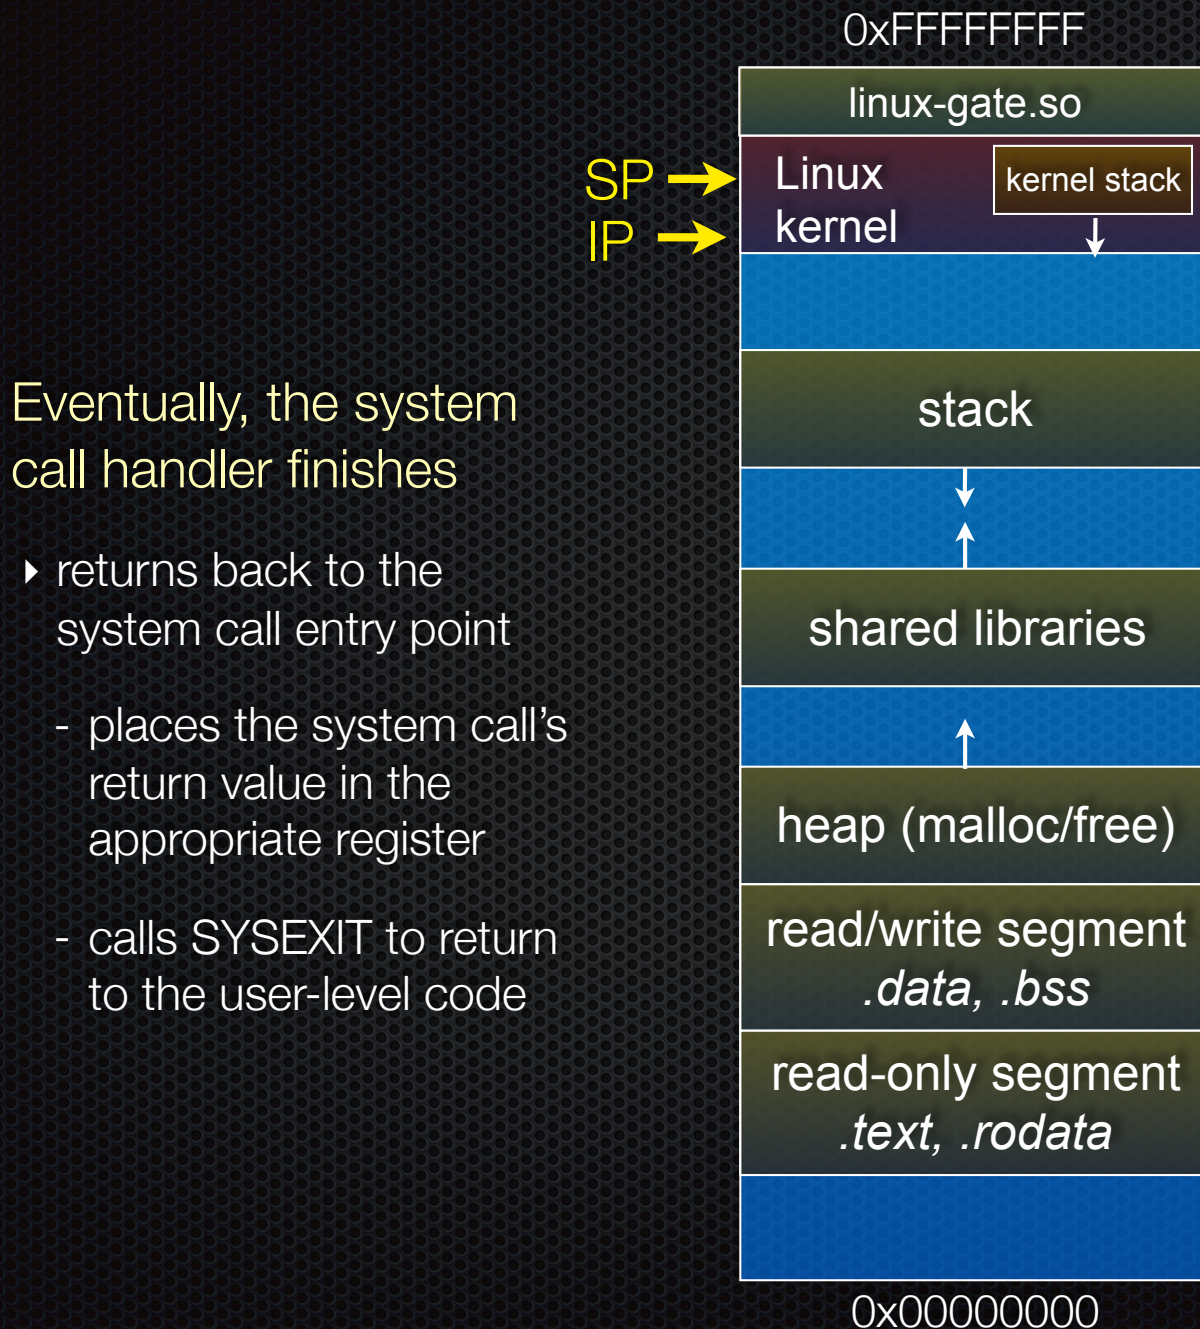 0xFFFFFFFF
linux-gate.so
SP
IP
Linux
kernel
kernel stack
Eventually, the system
call handler finishes
‣ returns back to the
system call entry point
- places the system call’s
return value in the
appropriate register
- calls SYSEXIT to return
to the user-level code
stack
shared libraries
heap (malloc/free)
read/write segment
.data, .bss
read-only segment
.text, .rodata
0x00000000